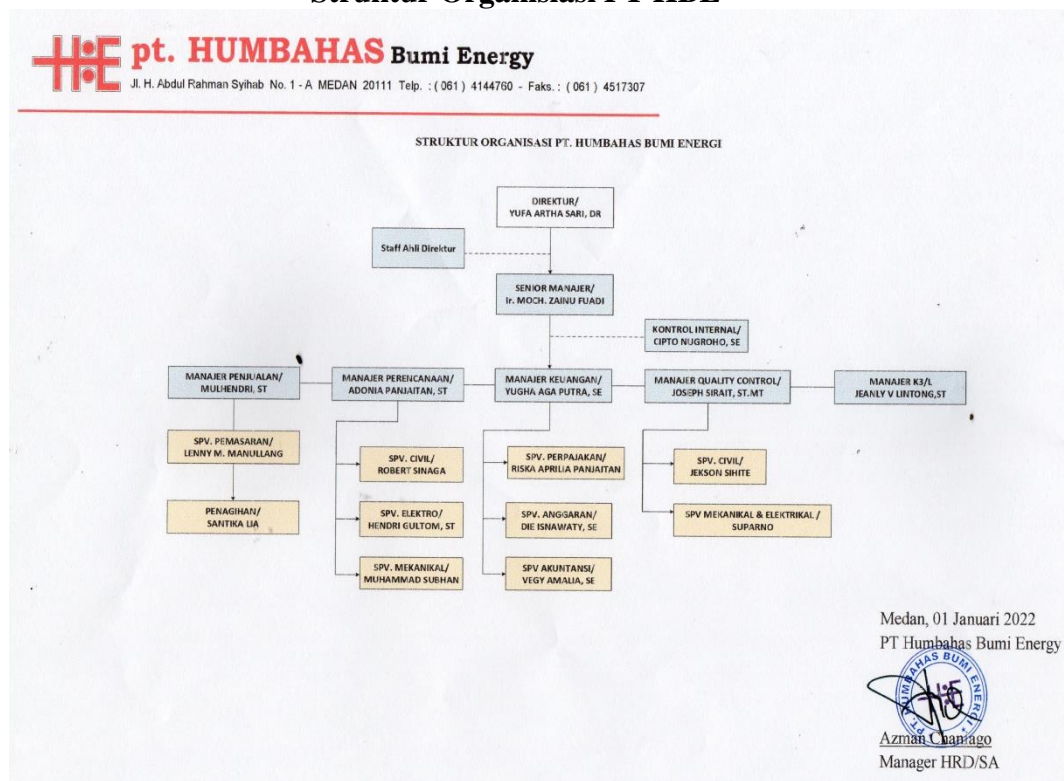 Struktur Organisiasi PT HBE
HE pt. HUMBAHAS Bumi Energy
Jl. H. Abdul Rahman Syihab No. 1 - A MEDAN 20111 Telp. : ( 061 ) 4144760 - Faks. : ( 061 ) 4517307
STRUKTUR ORGANISASI PT. HUMBAHAS BUMI ENERGI
DIREKTUR/
YUFA ARTHA SARI, DR
Staff Ahli Direktur
SENIOR MANAJER/
Ir. MOCH. ZAINU FUADI
KONTROL INTERNAL/
CIPTO NUGROHO, SE
MANAJER PENJUALAN/
MULHENDRI, ST
MANAJER PERENCANAAN/
ADONIA PANJAITAN, ST
MANAJER KEUANGAN/
YUGHA AGA PUTRA, SE
MANAJER QUALITY CONTROL/
JOSEPH SIRAIT, ST.MT
MANAJER K3/L
JEANLY V LINTONG,ST
SPV. PEMASARAN/
LENNY M. MANULLANG
PENAGIHAN/
SANTIKA LIA
SPV. CIVIL/
ROBERT SINAGA
SPV. ELEKTRO/
HENDRI GULTOM, ST
SPV. MEKANIKAL/
MUHAMMAD SUBHAN
SPV. PERPAJAKAN/
RISKA APRILIA PANJAITAN
SPV. ANGGARAN/
DIE ISNAWATY, SE
SPV AKUNTANSI/
VEGY AMALIA, SE
SPV. CIVIL/
JEKSON SIHITE
SPV MEKANIKAL & ELEKTRIKAL /
SUPARNO
Medan, 01 Januari 2022
PT Humbahas Bumi Energy
PT. HUMBAHAS BUMI ENERGI
Azman Chaniago
Manager HRD/SA